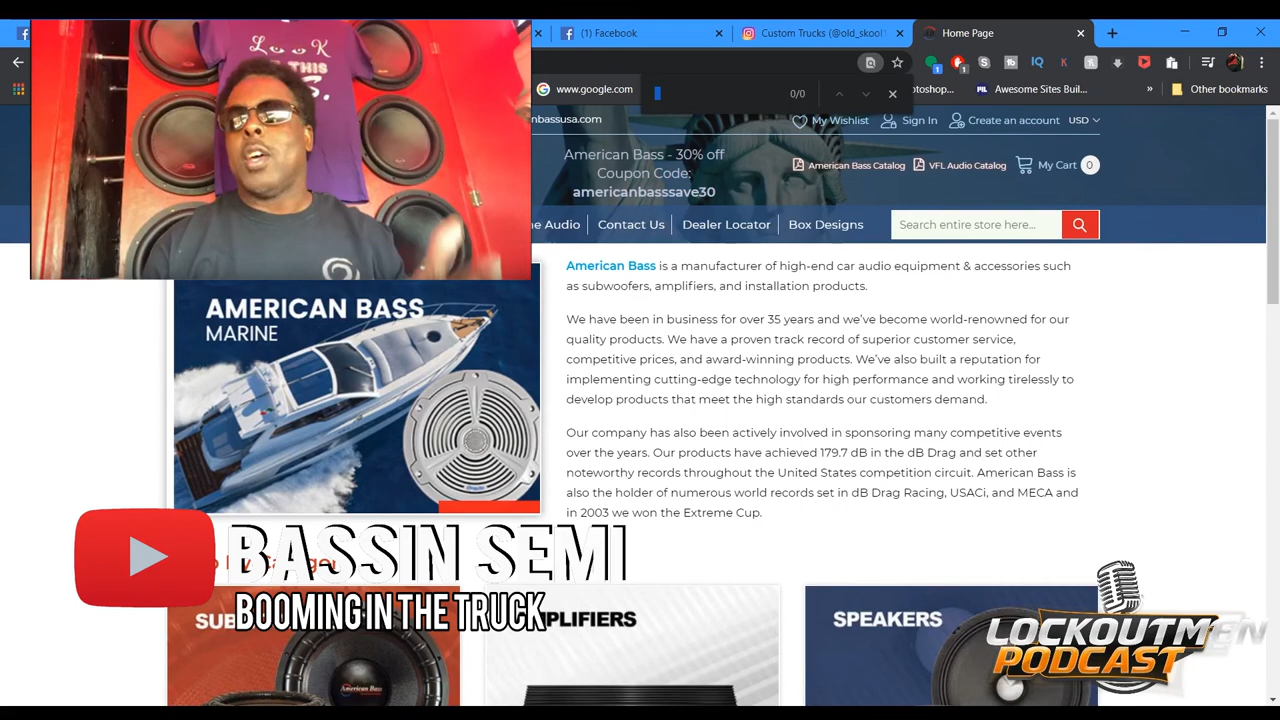 (1) Facebook
Custom Trucks (@old_skool
Home Page
www.google.com
0/0
otoshop...
Awesome Sites Buil...
Other bookmarks
nbassusa.com
My Wishlist
Sign In
Create an account
USD
American Bass - 30% off
Coupon Code:
americanbasssave30
American Bass Catalog
VFL Audio Catalog
My Cart 0
ne Audio
Contact Us
Dealer Locator
Box Designs
Search entire store here...
LOOK
THIS
AMERICAN BASS
MARINE
American Bass is a manufacturer of high-end car audio equipment & accessories such
as subwoofers, amplifiers, and installation products.
We have been in business for over 35 years and we've become world-renowned for our
quality products. We have a proven track record of superior customer service,
competitive prices, and award-winning products. We've also built a reputation for
implementing cutting-edge technology for high performance and working tirelessly to
develop products that meet the high standards our customers demand.
Our company has also been actively involved in sponsoring many competitive events
over the years. Our products have achieved 179.7 dB in the dB Drag and set other
noteworthy records throughout the United States competition circuit. American Bass is
also the holder of numerous world records set in dB Drag Racing, USACi, and MECA and
in 2003 we won the Extreme Cup.
BASSIN SEMI
BOOMING IN THE TRUCK
SUB
PLIFIERS
SPEAKERS
American Bass
LOCKOUTMEN
PODCAST